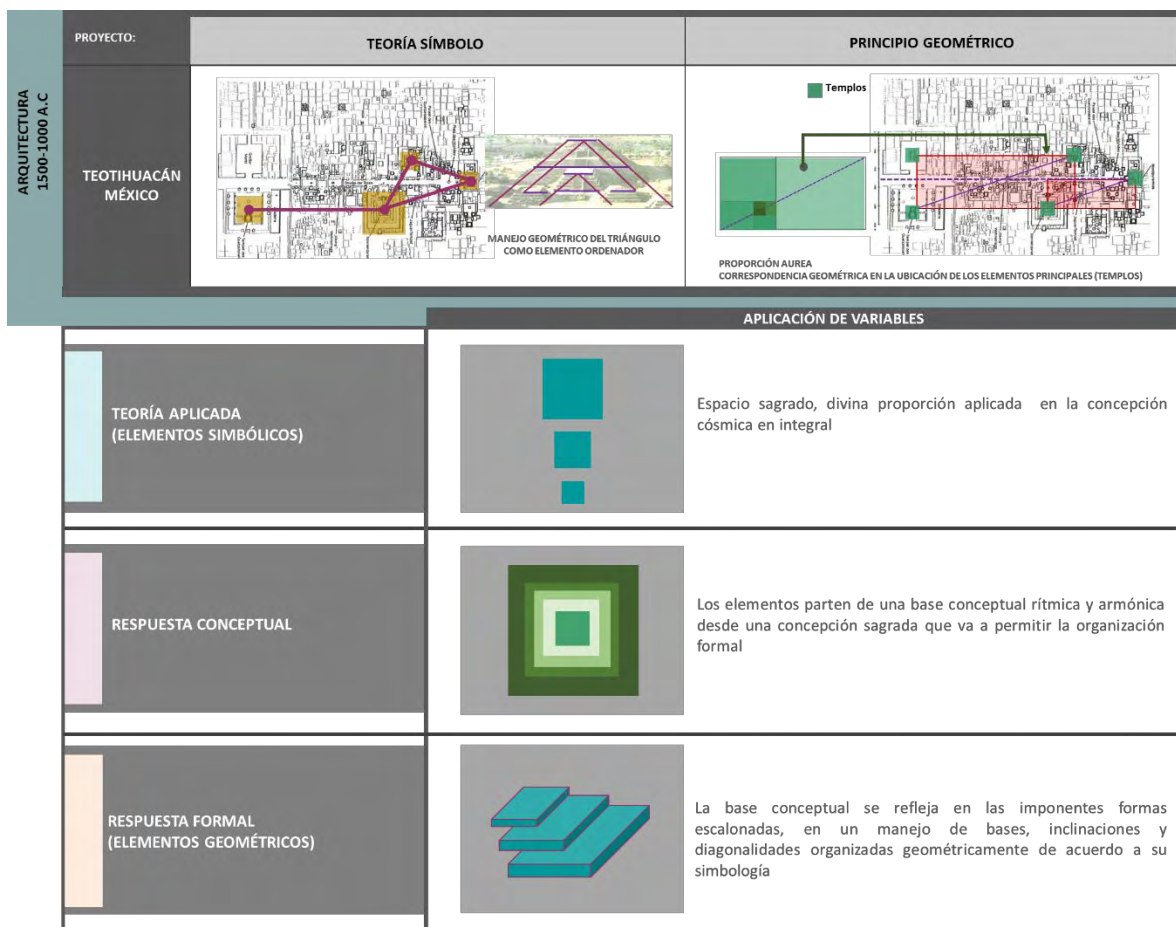 ARQUITECTURA
1500-1000 A.C
PROYECTO:
TEORÍA SÍMBOLO
PRINCIPIO GEOMÉTRICO
TEOTIHUACÁN
MÉXICO
MANEJO GEOMÉTRICO DEL TRIÁNGULO
COMO ELEMENTO ORDENADOR
Templos
PROPORCIÓN AUREA
CORRESPONDENCIA GEOMÉTRICA EN LA UBICACIÓN DE LOS ELEMENTOS PRINCIPALES (TEMPLOS)
APLICACIÓN DE VARIABLES
TEORÍA APLICADA
(ELEMENTOS SIMBÓLICOS)
Espacio sagrado, divina proporción aplicada en la concepción
cósmica en integral
RESPUESTA CONCEPTUAL
Los elementos parten de una base conceptual rítmica y armónica
desde una concepción sagrada que va a permitir la organización
formal
RESPUESTA FORMAL
(ELEMENTOS GEOMÉTRICOS)
La base conceptual se refleja en las imponentes formas
escalonadas, en un manejo de bases, inclinaciones y
diagonalidades organizadas geométricamente de acuerdo a su
simbología